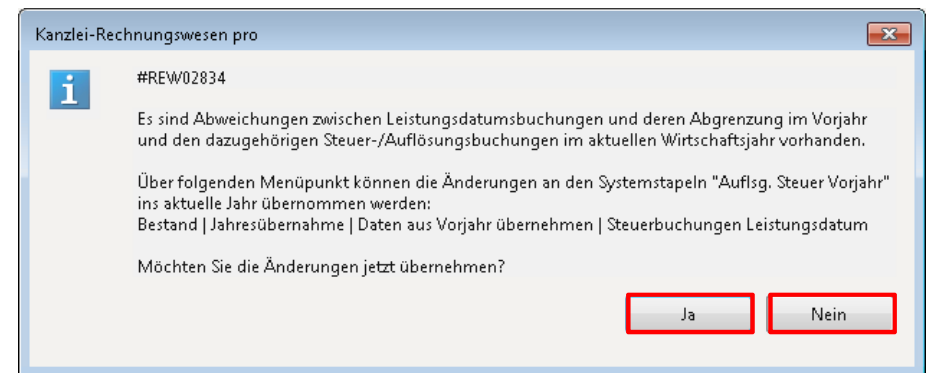 Kanzlei-Rechnungswesen pro
#REW02834
Es sind Abweichungen zwischen Leistungsdatumsbuchungen und deren Abgrenzung im Vorjahr
und den dazugehörigen Steuer-/Auflösungsbuchungen im aktuellen Wirtschaftsjahr vorhanden.
Über folgenden Menüpunkt können die Änderungen an den Systemstapeln "Auflsg. Steuer Vorjahr"
ins aktuelle Jahr übernommen werden:
Bestand | Jahresübernahme | Daten aus Vorjahr übernehmen | Steuerbuchungen Leistungsdatum
Möchten Sie die Änderungen jetzt übernehmen?
Ja
Nein